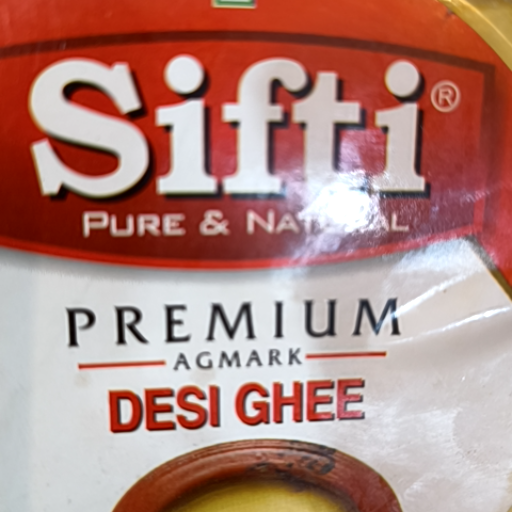 Sifti®
PURE & NATURAL
PREMIUM
AGMARK
DESI GHEE